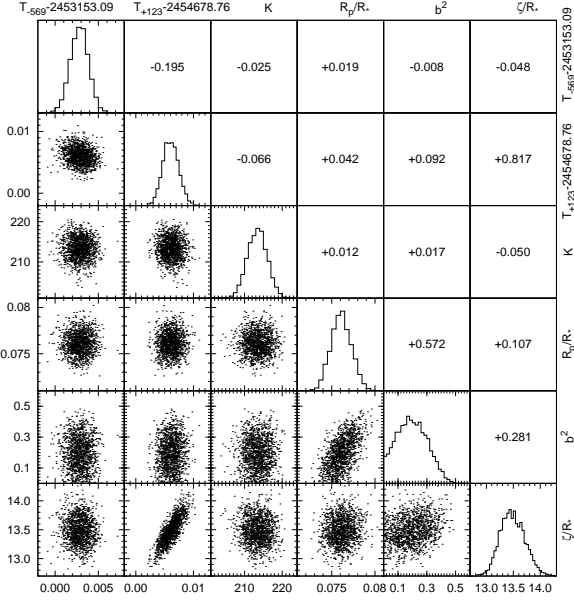 T-569-2453153.09 T+123-2454678.76 K Rp/R* b² ζ/R*
-0.195 -0.025 +0.019 -0.008 -0.048 T-569-2453153.09
0.01 0.00 -0.066 +0.042 +0.092 +0.817 T+123-2454678.76
220 210 +0.012 +0.017 -0.050 K
0.08 0.075 +0.572 +0.107 Rp/R*
0.5 0.3 0.1 +0.281 b²
14.0 13.5 13.0 ζ/R*
0.000 0.005 0.00 0.01 210 220 0.075 0.08 0.1 0.3 0.5 13.0 13.5 14.0